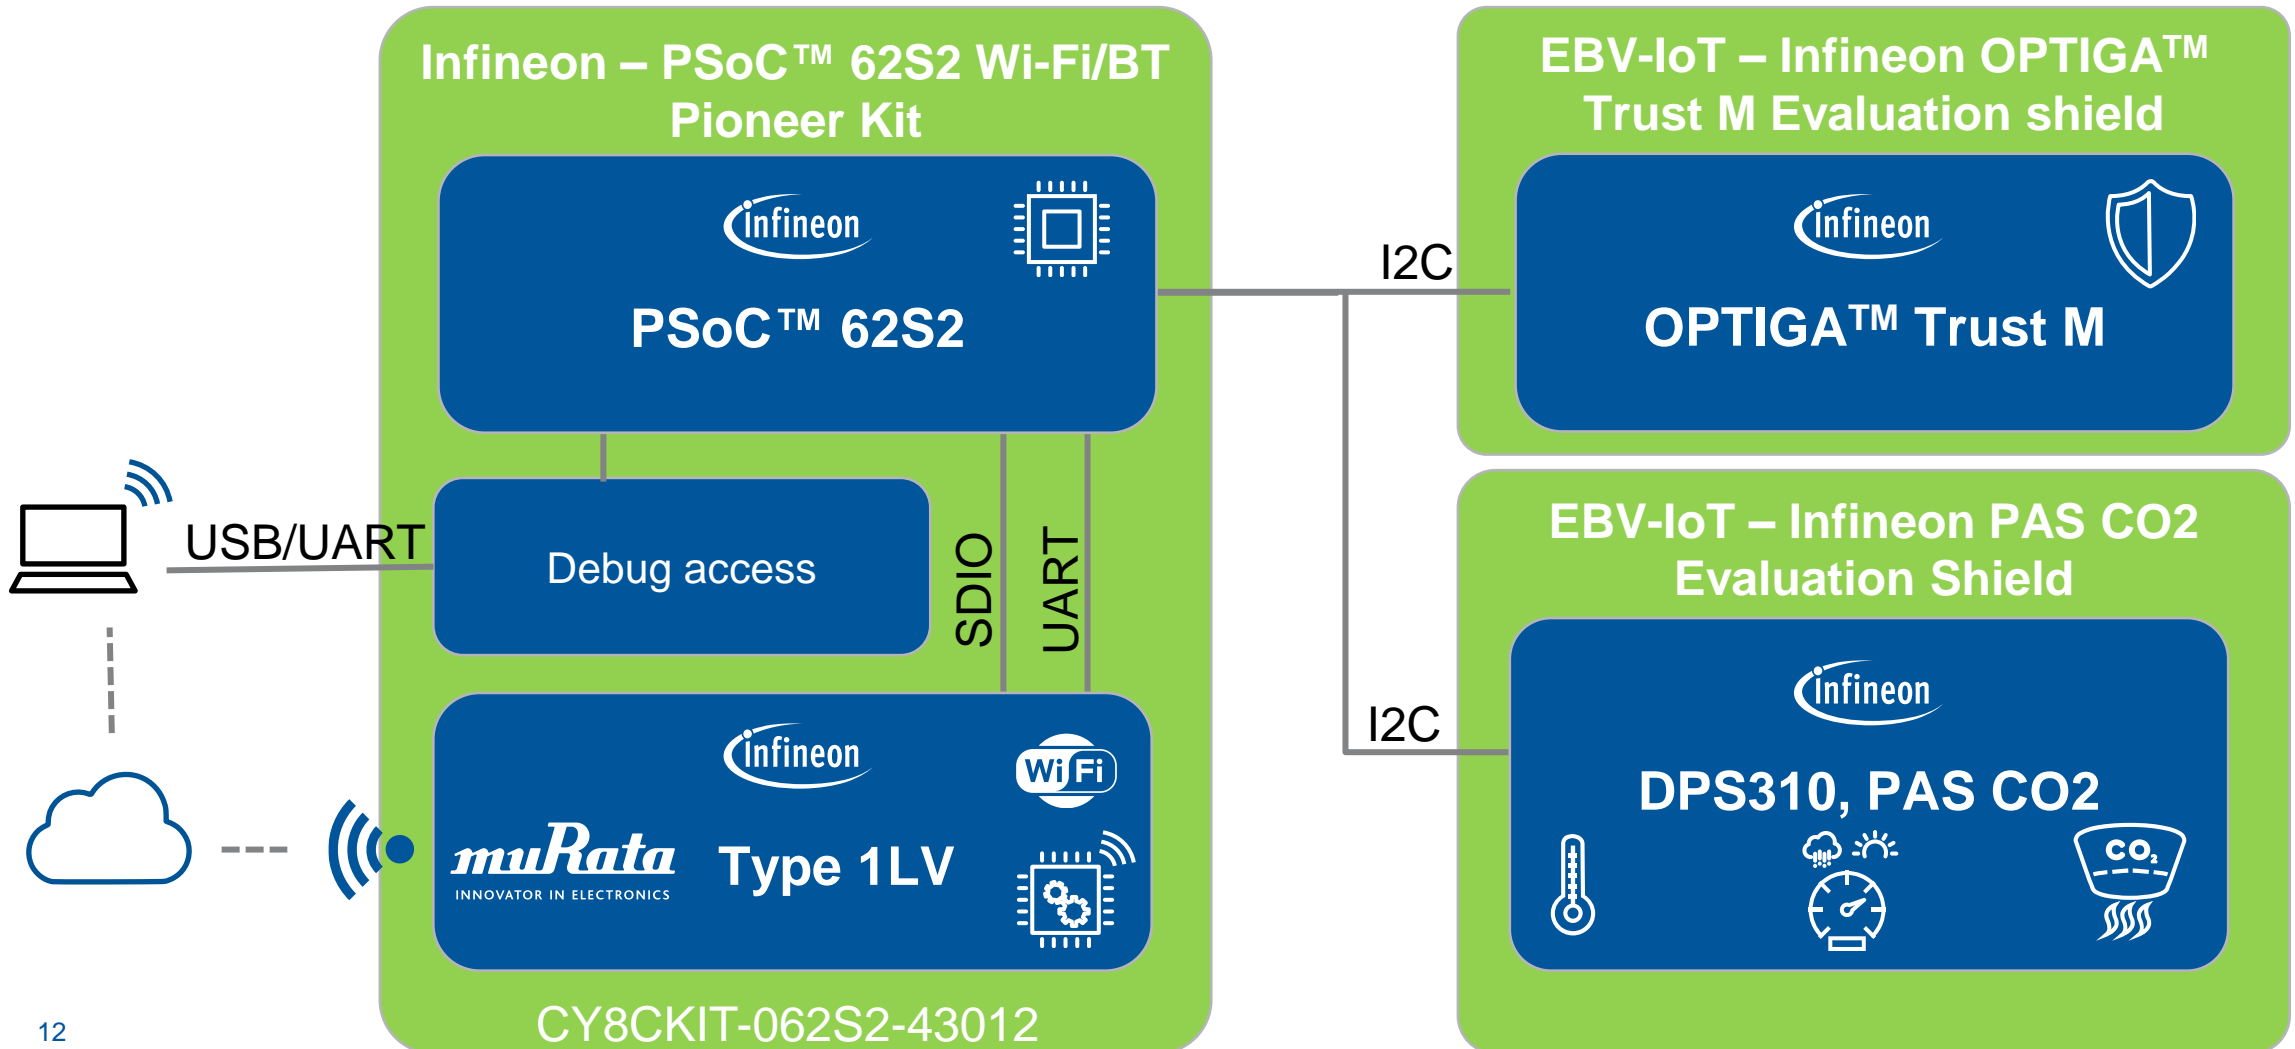 Infineon – PSoC™ 62S2 Wi-Fi/BT
Pioneer Kit
infineon
PSoC™ 62S2
USB/UART
Debug access
SDIO
UART
infineon
WiFi
muRata
INNOVATOR IN ELECTRONICS
Type 1LV
CY8CKIT-062S2-43012
I2C
I2C
EBV-IoT – Infineon OPTIGA™
Trust M Evaluation shield
infineon
OPTIGA™ Trust M
EBV-IoT – Infineon PAS CO2
Evaluation Shield
infineon
DPS310, PAS CO2
CO₂
12